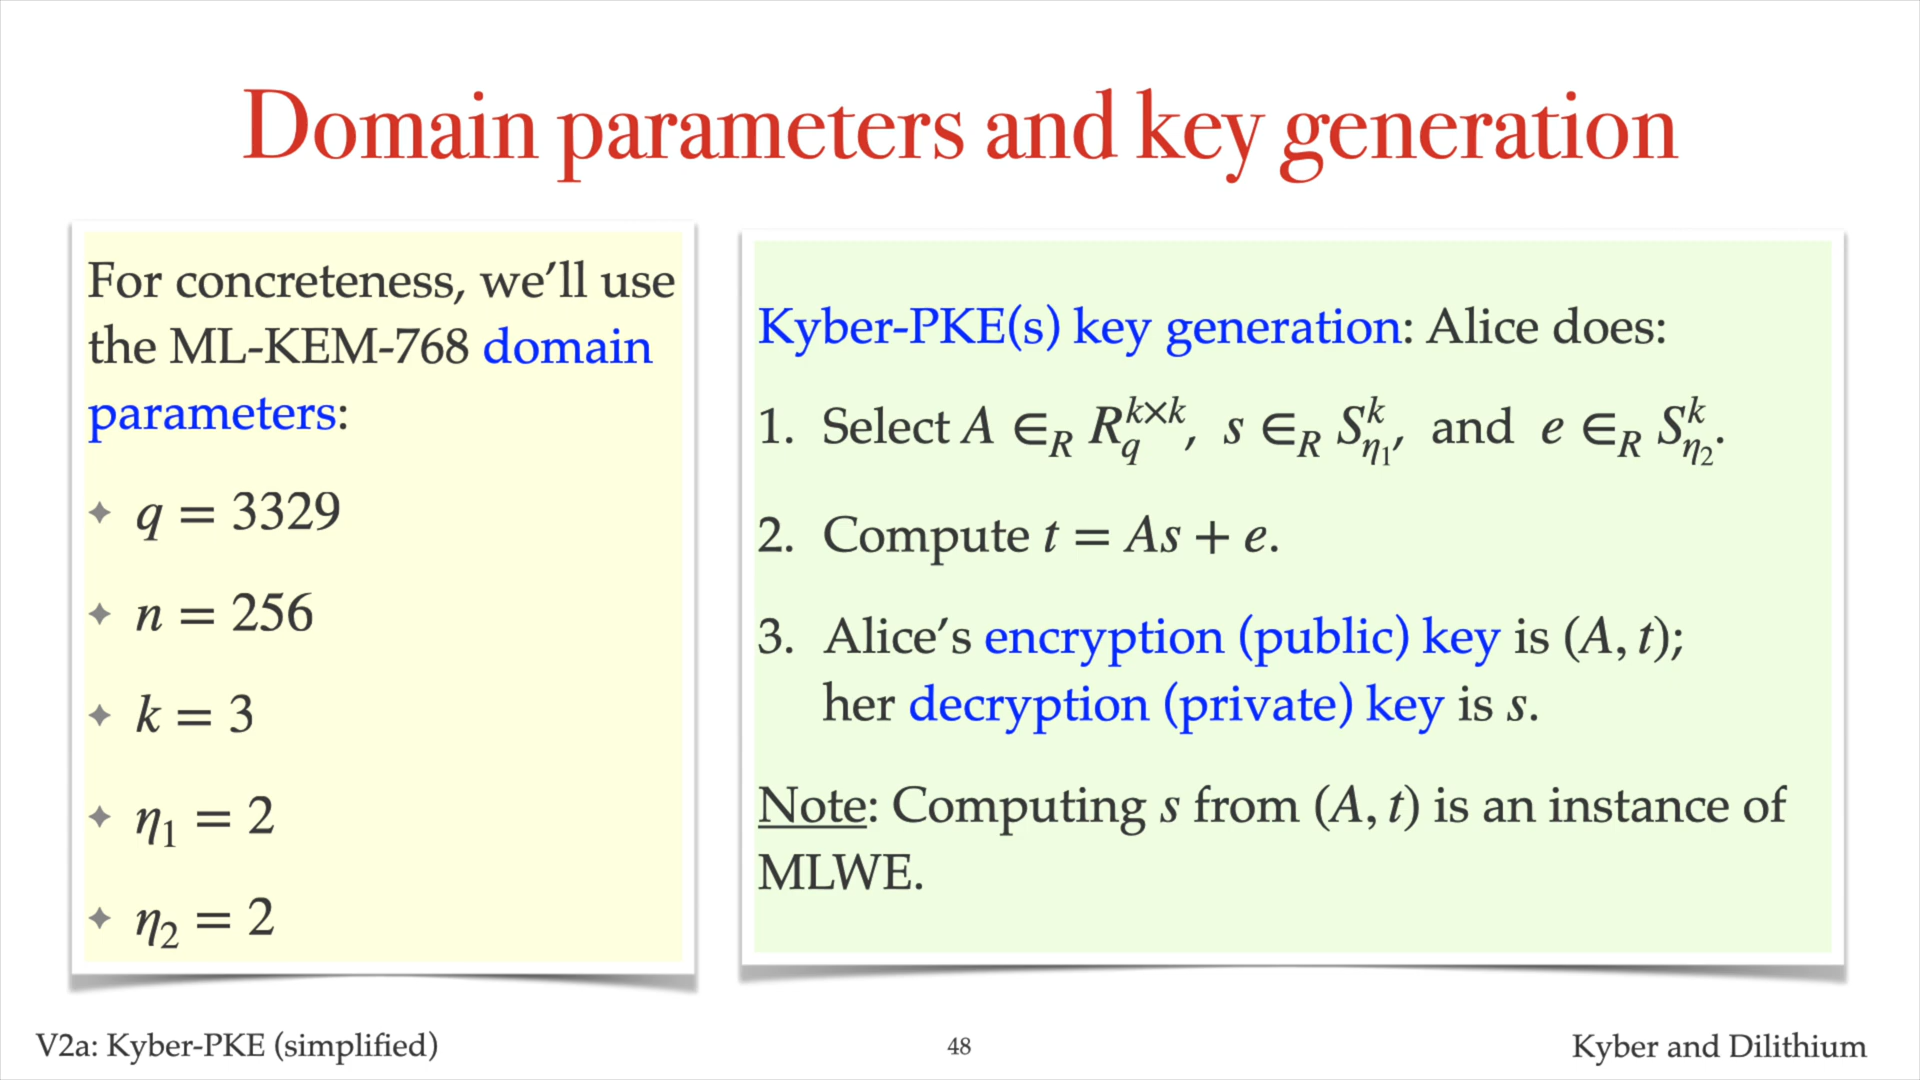 Domain parameters and key generation
For concreteness, we'll use
the ML-KEM-768 domain
parameters:
✦ q = 3329
✦ n = 256
✦ k = 3
✦ η₁ = 2
✦ η₂ = 2
Kyber-PKE(s) key generation: Alice does:
1. Select A ∈_R R_q^{k×k}, s ∈_R S_{η₁}^k, and e ∈_R S_{η₂}^k.
2. Compute t = As + e.
3. Alice's encryption (public) key is (A, t);
her decryption (private) key is s.
Note: Computing s from (A, t) is an instance of
MLWE.
V2a: Kyber-PKE (simplified)
48
Kyber and Dilithium